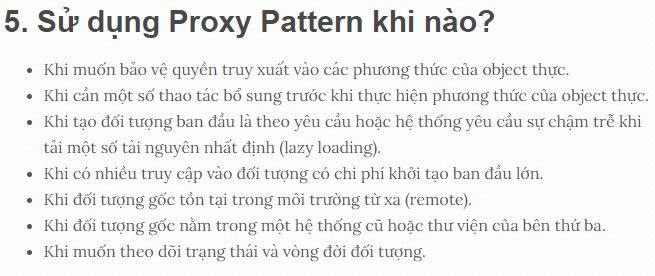 5. Sử dụng Proxy Pattern khi nào?
• Khi muốn bảo vệ quyền truy xuất vào các phương thức của object thực.
• Khi cần một số thao tác bổ sung trước khi thực hiện phương thức của object thực.
• Khi tạo đối tượng ban đầu là theo yêu cầu hoặc hệ thống yêu cầu sự chậm trễ khi
tải một số tài nguyên nhất định (lazy loading).
• Khi có nhiều truy cập vào đối tượng có chi phí khởi tạo ban đầu lớn.
• Khi đối tượng gốc tồn tại trong môi trường từ xa (remote).
• Khi đối tượng gốc nằm trong một hệ thống cũ hoặc thư viện của bên thứ ba.
• Khi muốn theo dõi trạng thái và vòng đời đối tượng.